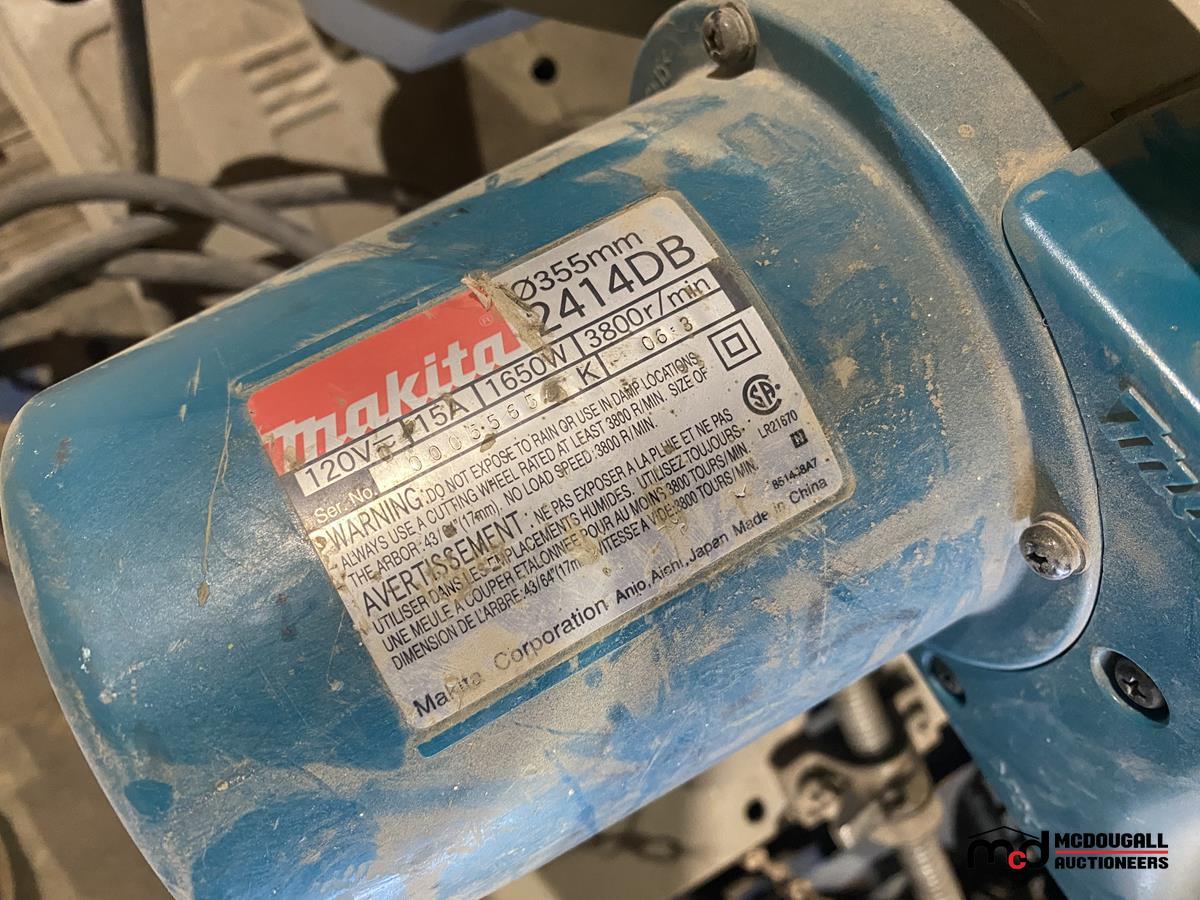 Ø355mm
makita®
2414DB
120V 15A 1650W 3800r/min
Ser. No. K 06:3
WARNING: DO NOT EXPOSE TO RAIN OR USE IN DAMP LOCATIONS.
ALWAYS USE A CUTTING WHEEL RATED AT LEAST 3800 R/MIN. SIZE OF
THE ARBOR: (17mm). NO LOAD SPEED: 3800 R/MIN.
AVERTISSEMENT: NE PAS EXPOSER A LA PLUIE ET NE PAS
UTILISER DANS LES EMPLACEMENTS HUMIDES. UTILISEZ TOUJOURS
UNE MEULE A COUPER ETALONNEE POUR AU MOINS 3800 TOURS/MIN.
DIMENSION DE L'ARBRE: 43/64"(17mm VITESSE A VIDE: 3800 TOURS/MIN.
LR21670
Makita Corporation Anjo, Aichi, Japan Made in China
MCDOUGALL
AUCTIONEERS
mcd